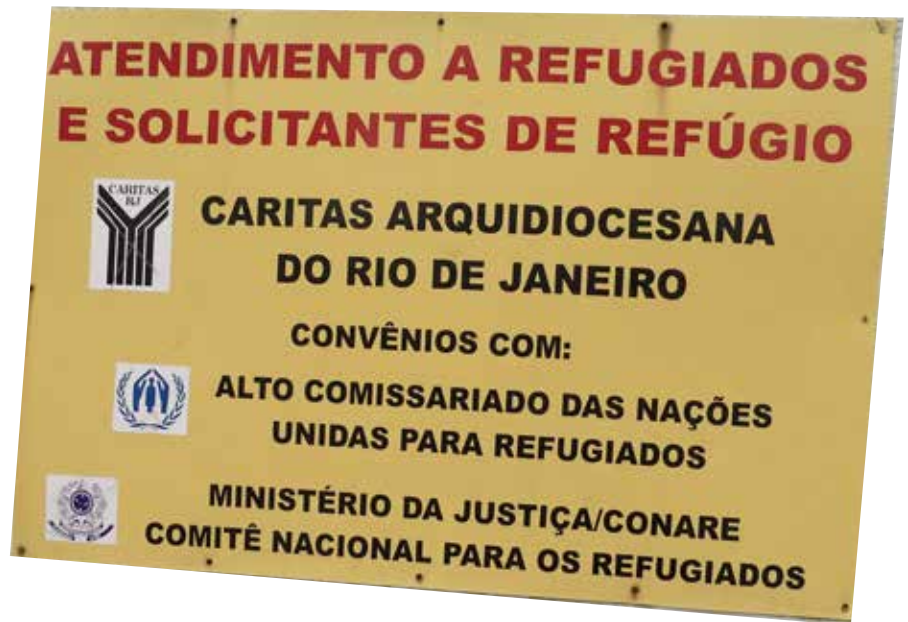 ATENDIMENTO A REFUGIADOS
E SOLICITANTES DE REFÚGIO
CARITAS
RJ
CARITAS ARQUIDIOCESANA
DO RIO DE JANEIRO
CONVÊNIOS COM:
ALTO COMISSARIADO DAS NAÇÕES
UNIDAS PARA REFUGIADOS
MINISTÉRIO DA JUSTIÇA/CONARE
COMITÊ NACIONAL PARA OS REFUGIADOS